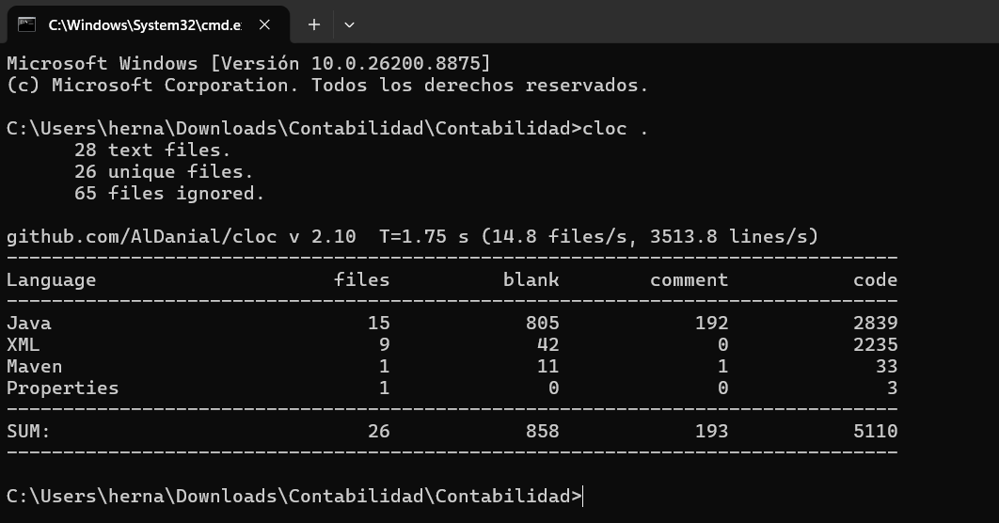 C:\Windows\System32\cmd.e
Microsoft Windows [Versión 10.0.26200.8875]
(c) Microsoft Corporation. Todos los derechos reservados.
C:\Users\herna\Downloads\Contabilidad\Contabilidad>cloc .
28 text files.
26 unique files.
65 files ignored.
github.com/AlDanial/cloc v 2.10  T=1.75 s (14.8 files/s, 3513.8 lines/s)
-------------------------------------------------------------------------------
Language                     files          blank        comment           code
-------------------------------------------------------------------------------
Java                            15            805            192           2839
XML                              9             42              0           2235
Maven                            1             11              1             33
Properties                       1              0              0              3
-------------------------------------------------------------------------------
SUM:                            26            858            193           5110
-------------------------------------------------------------------------------
C:\Users\herna\Downloads\Contabilidad\Contabilidad>